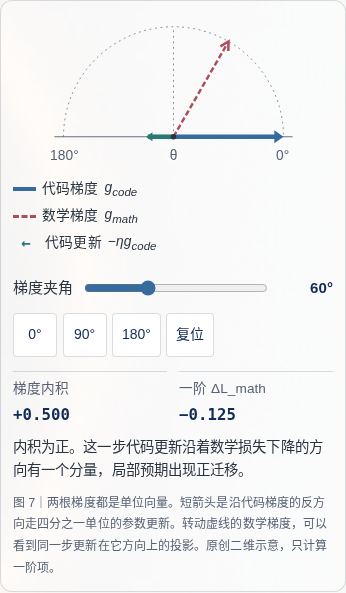 180° θ 0°
代码梯度 g_code
数学梯度 g_math
← 代码更新 −ηg_code
梯度夹角 60°
0° 90° 180° 复位
梯度内积 一阶 ΔL_math
+0.500 −0.125
内积为正。这一步代码更新沿着数学损失下降的方
向有一个分量，局部预期出现正迁移。
图 7｜两根梯度都是单位向量。短箭头是沿代码梯度的反方
向走四分之一单位的参数更新。转动虚线的数学梯度，可以
看到同一步更新在它方向上的投影。原创二维示意，只计算
一阶项。